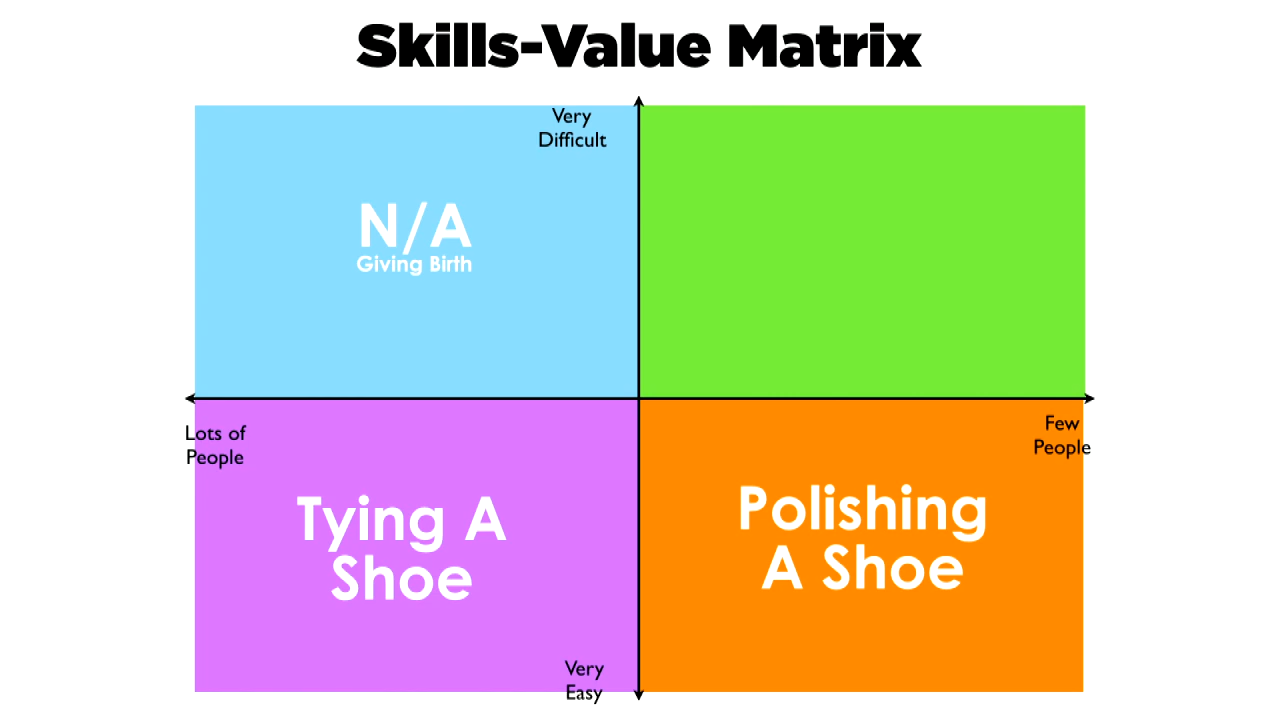 Skills-Value Matrix
Very
Difficult
N/A
Giving Birth
Lots of
People
Few
People
Tying A
Shoe
Polishing
A Shoe
Very
Easy